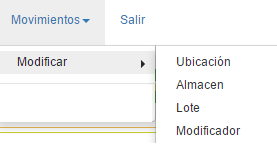 Movimientos Salir
Modificar
Ubicación
Almacen
Lote
Modificador